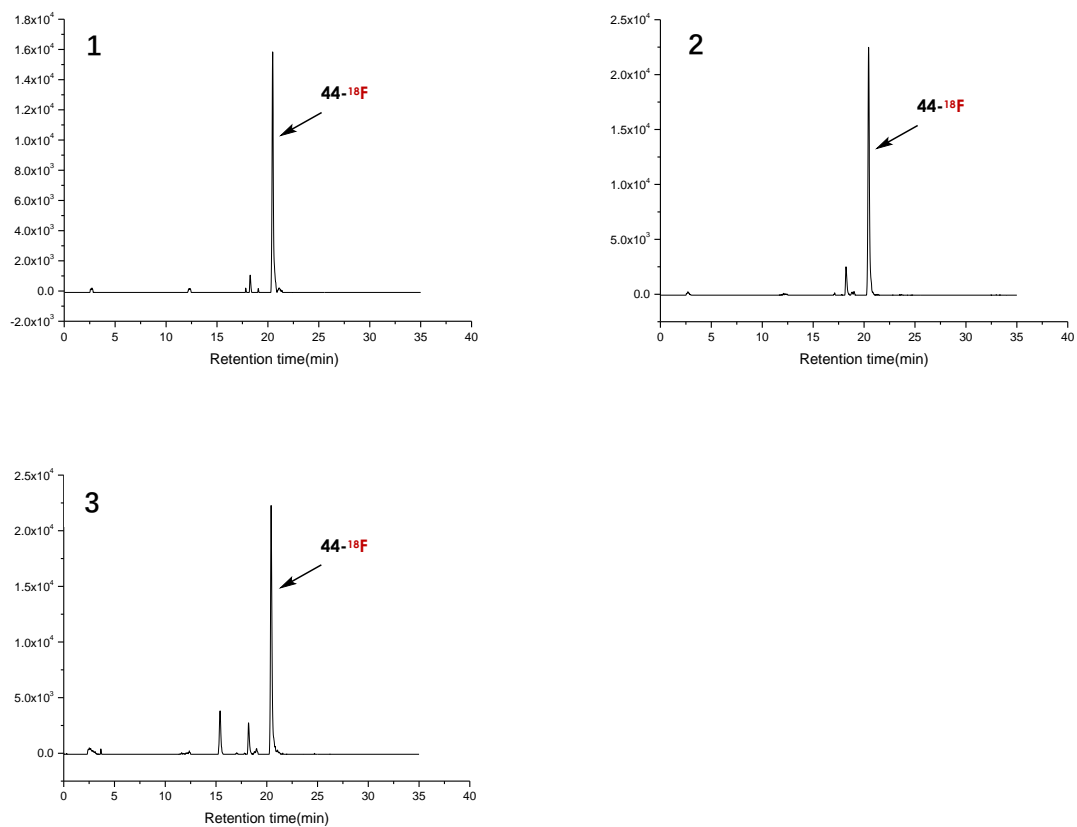 1
1.8x10⁴
1.6x10⁴
1.4x10⁴
1.2x10⁴
1.0x10⁴
8.0x10³
6.0x10³
4.0x10³
2.0x10³
0.0
-2.0x10³
44-¹⁸F
0 5 10 15 20 25 30 35 40
Retention time(min)
2
2.5x10⁴
2.0x10⁴
1.5x10⁴
1.0x10⁴
5.0x10³
0.0
44-¹⁸F
0 5 10 15 20 25 30 35 40
Retention time(min)
3
2.5x10⁴
2.0x10⁴
1.5x10⁴
1.0x10⁴
5.0x10³
0.0
44-¹⁸F
0 5 10 15 20 25 30 35 40
Retention time(min)